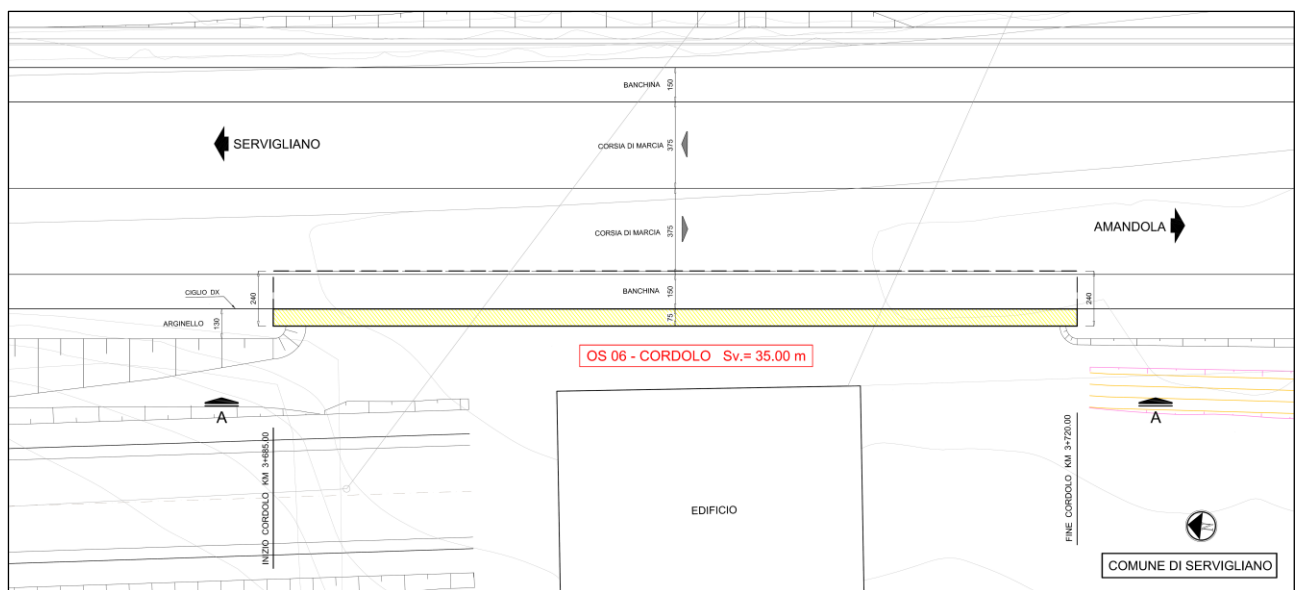 BANCHINA 150
SERVIGLIANO
CORSIA DI MARCIA 375
CORSIA DI MARCIA 375
AMANDOLA
CIGLIO DX
240
BANCHINA 150
240
ARGINELLO 130
75
OS 06 - CORDOLO Sv.= 35.00 m
A
A
INIZIO CORDOLO KM 3+685.00
FINE CORDOLO KM 3+720.00
EDIFICIO
N
COMUNE DI SERVIGLIANO